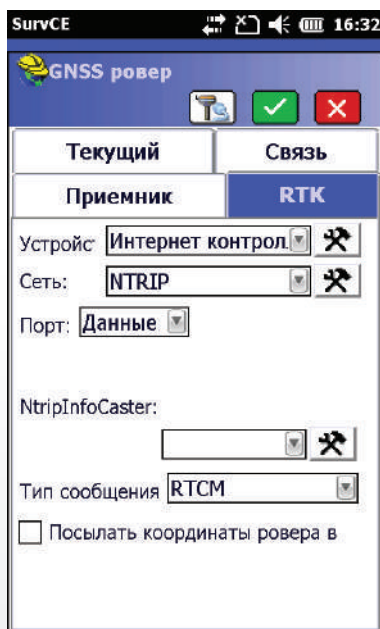 SurvCE 16:32
GNSS ровер
Текущий Связь
Приемник RTK
Устройс Интернет контрол
Сеть: NTRIP
Порт: Данные
NtripInfoCaster:
Тип сообщения RTCM
Посылать координаты ровера в